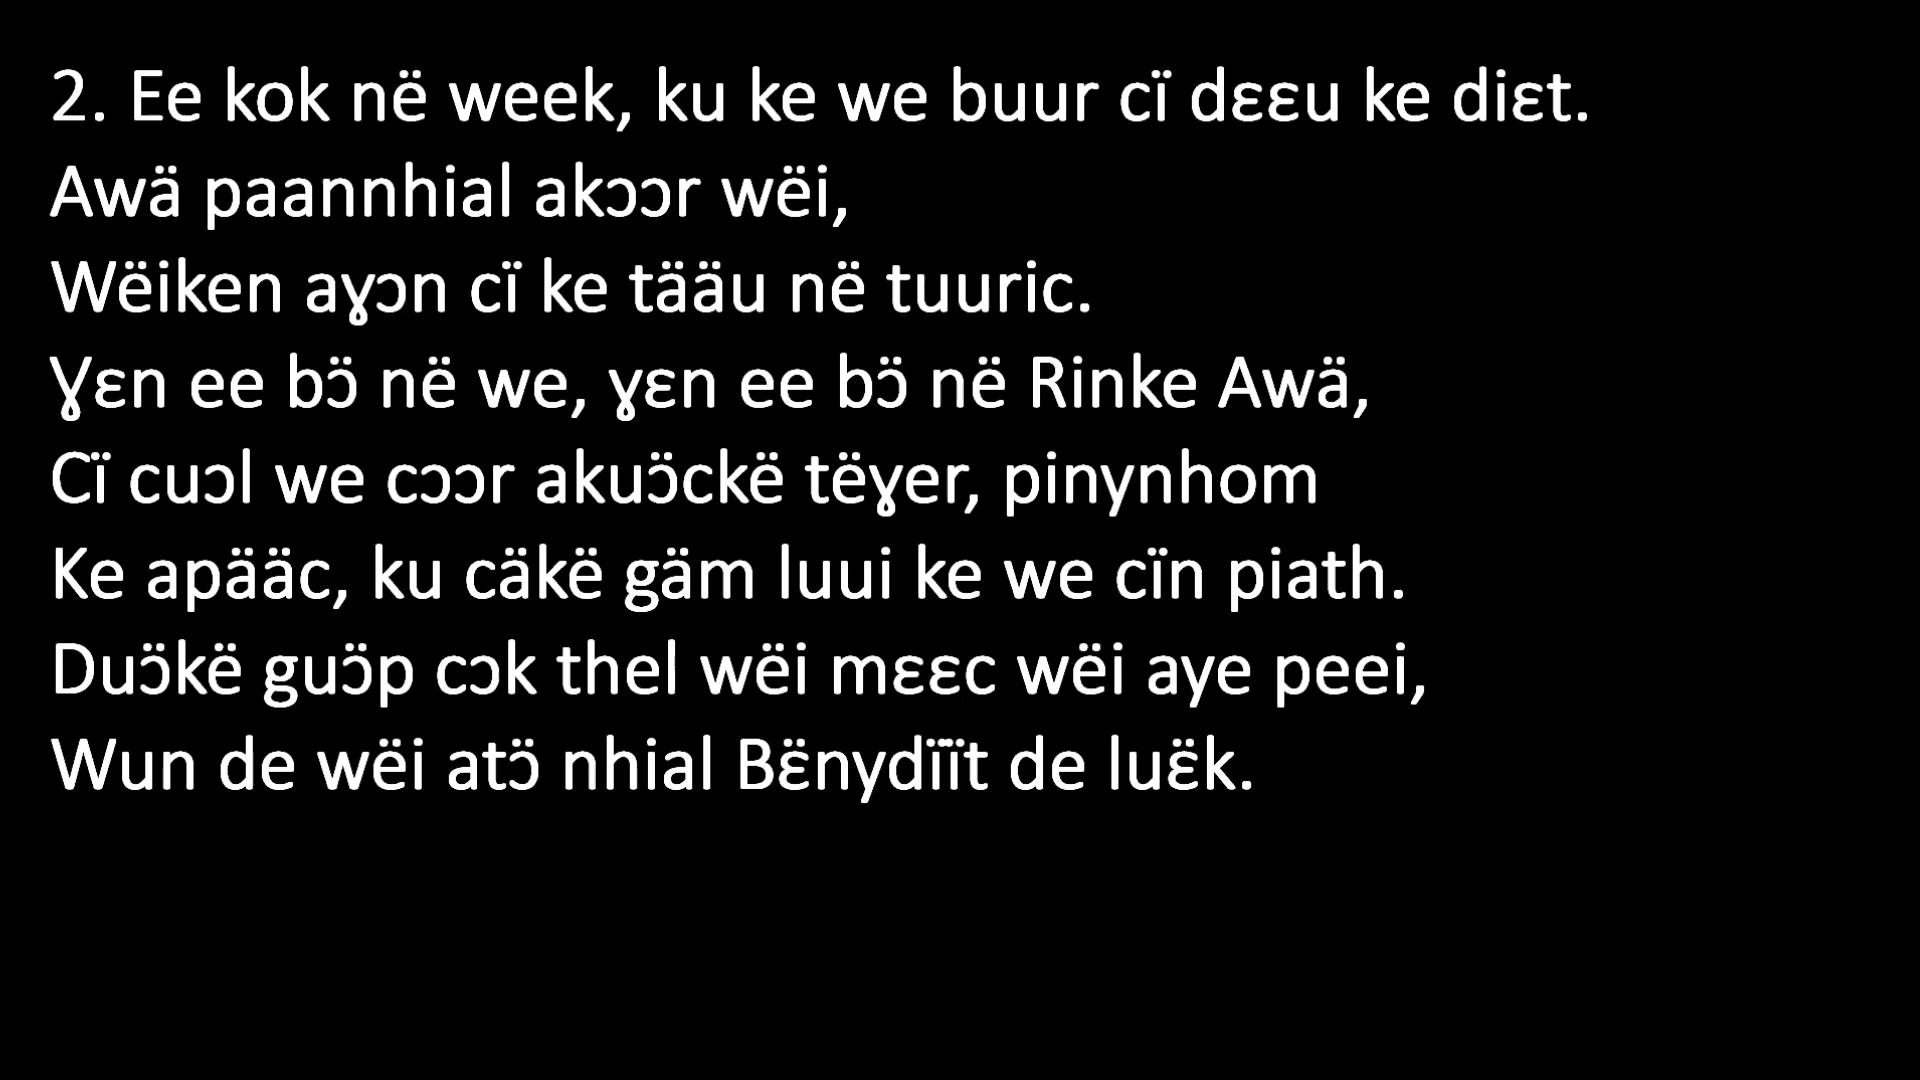 2. Ee kok në week, ku ke we buur cï dɛɛu ke diɛt.
Awä paannhial akɔɔr wëi,
Wëiken aɣɔn cï ke tääu në tuuric.
Ɣɛn ee bɔ̈ në we, ɣɛn ee bɔ̈ në Rinke Awä,
Cï cuɔl we cɔɔr akuɔ̈ckë tëɣer, pinynhom
Ke apääc, ku cäkë gäm luui ke we cïn piath.
Duɔ̈kë guɔ̈p cɔk thel wëi mɛɛc wëi aye peei,
Wun de wëi atɔ̈ nhial Bɛ̈nydïït de luɛ̈k.